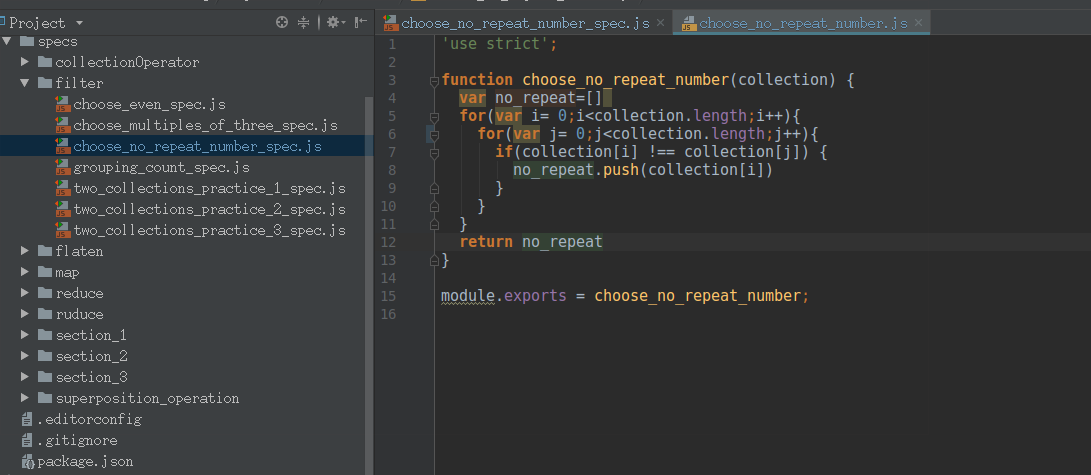 Project
specs
collectionOperator
filter
choose_even_spec.js
choose_multiples_of_three_spec.js
choose_no_repeat_number_spec.js
grouping_count_spec.js
two_collections_practice_1_spec.js
two_collections_practice_2_spec.js
two_collections_practice_3_spec.js
flaten
map
reduce
ruduce
section_1
section_2
section_3
superposition_operation
.editorconfig
.gitignore
package.json
choose_no_repeat_number_spec.js × choose_no_repeat_number.js ×
1 'use strict';
2
3 function choose_no_repeat_number(collection) {
4 var no_repeat=[]
5 for(var i= 0;i<collection.length;i++){
6 for(var j= 0;j<collection.length;j++){
7 if(collection[i] !== collection[j]) {
8 no_repeat.push(collection[i])
9 }
10 }
11 }
12 return no_repeat
13 }
14
15 module.exports = choose_no_repeat_number;
16